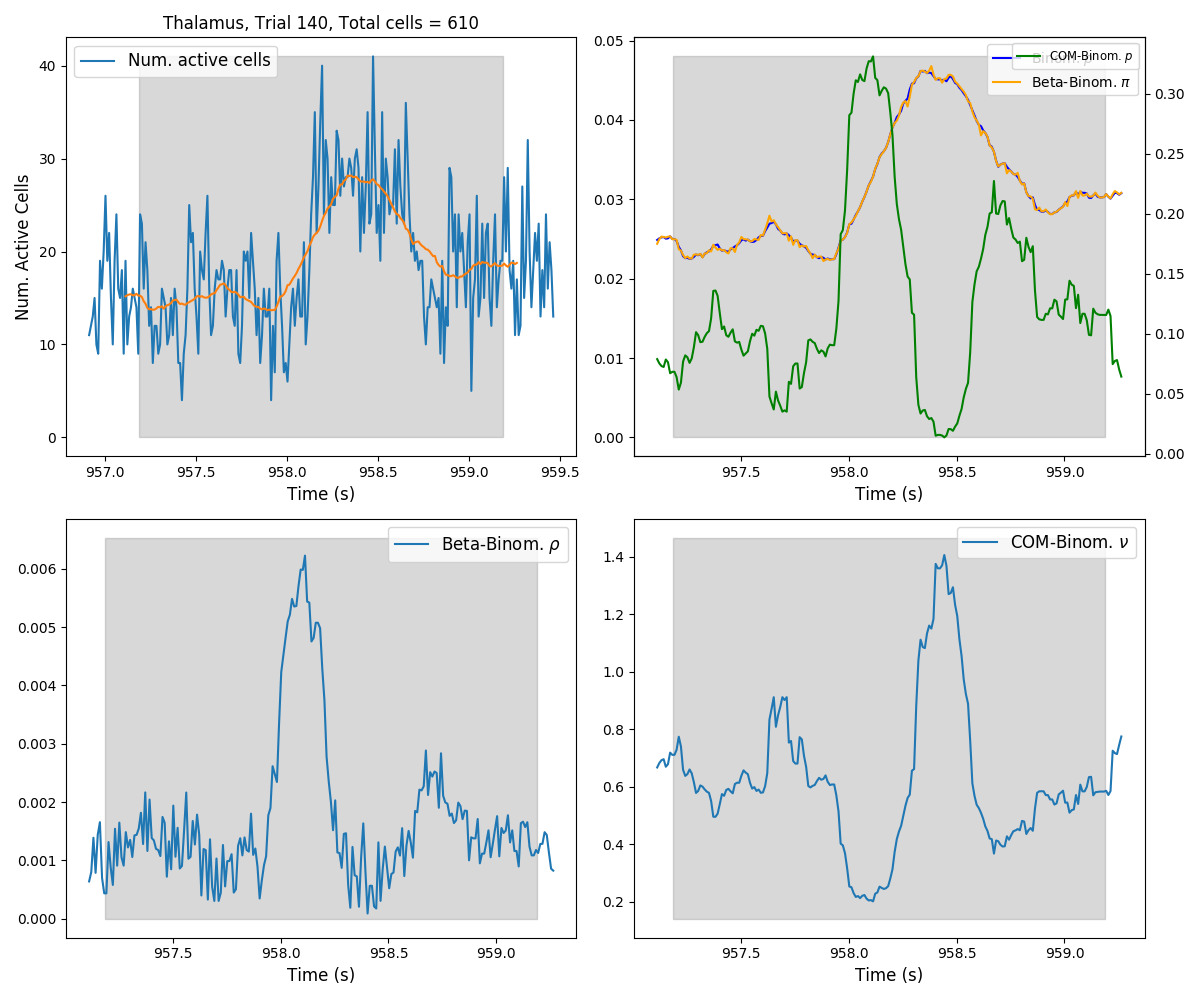 Thalamus, Trial 140, Total cells = 610
Num. active cells
Num. Active Cells
40
30
20
10
0
957.0 957.5 958.0 958.5 959.0 959.5
Time (s)
COM-Binom. p
Beta-Binom. π
0.05
0.04
0.03
0.02
0.01
0.00
0.30
0.25
0.20
0.15
0.10
0.05
0.00
957.5 958.0 958.5 959.0
Time (s)
Beta-Binom. ρ
0.006
0.005
0.004
0.003
0.002
0.001
0.000
957.5 958.0 958.5 959.0
Time (s)
COM-Binom. ν
1.4
1.2
1.0
0.8
0.6
0.4
0.2
957.5 958.0 958.5 959.0
Time (s)